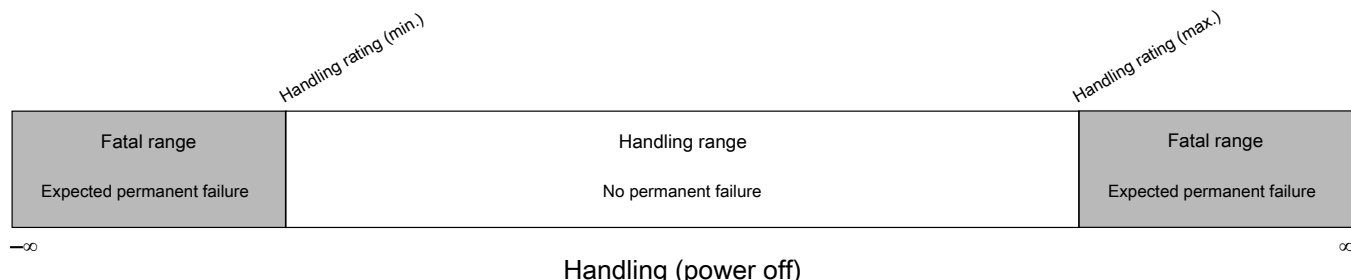 Handling rating (min.)
Handling rating (max.)
Fatal range
Handling range
Fatal range
Expected permanent failure
No permanent failure
Expected permanent failure
–∞
∞
Handling (power off)